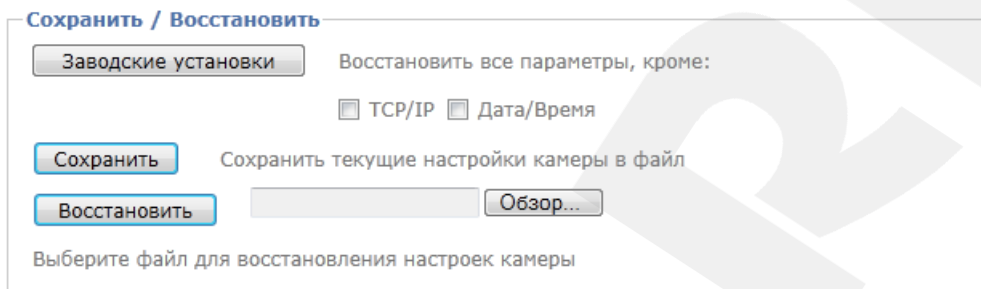 Сохранить / Восстановить
Заводские установки Восстановить все параметры, кроме:
TCP/IP Дата/Время
Сохранить Сохранить текущие настройки камеры в файл
Восстановить Обзор...
Выберите файл для восстановления настроек камеры